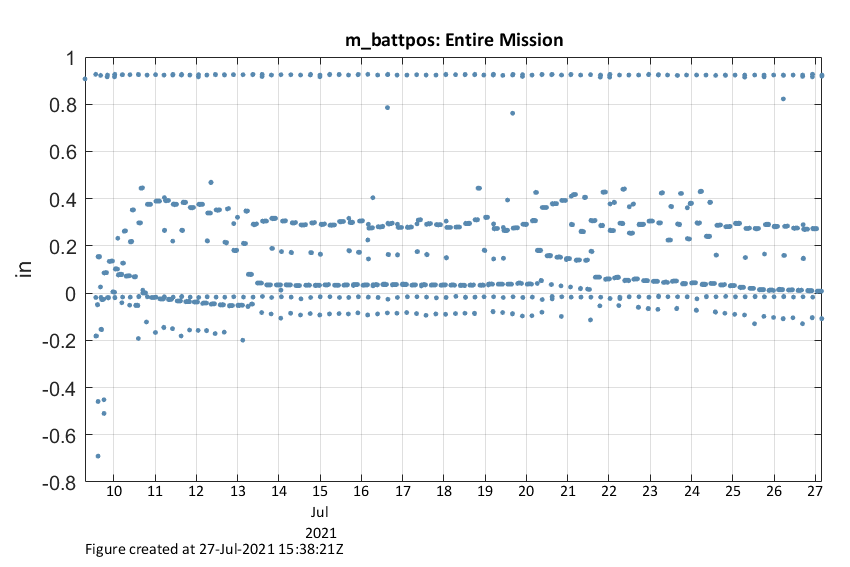 m_battpos: Entire Mission
1
0.8
0.6
0.4
0.2
0
-0.2
-0.4
-0.6
-0.8
in
10 11 12 13 14 15 16 17 18 19 20 21 22 23 24 25 26 27
Jul
2021
Figure created at 27-Jul-2021 15:38:21Z